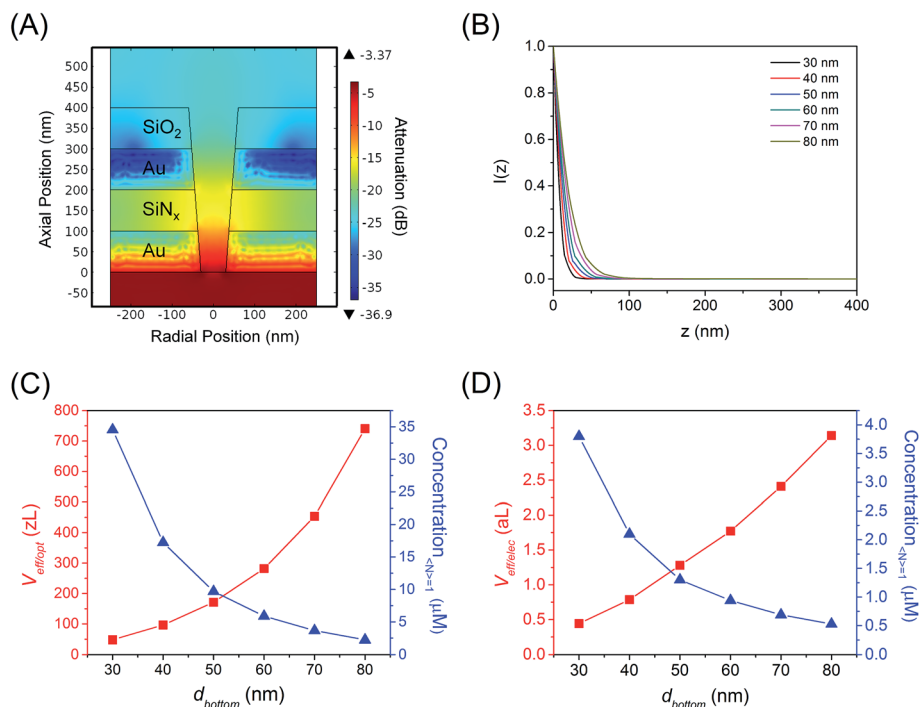 (A)
Axial Position (nm)
500
450
400
350
300
250
200
150
100
50
0
-50
SiO2
Au
SiNx
Au
-200 -100 0 100 200
Radial Position (nm)
▲ -3.37
-5
-10
-15
-20
-25
-30
-35
▼ -36.9
Attenuation (dB)
(B)
I(z)
1.0
0.8
0.6
0.4
0.2
0.0
0 100 200 300 400
z (nm)
30 nm
40 nm
50 nm
60 nm
70 nm
80 nm
(C)
Veff/opt (zL)
800
700
600
500
400
300
200
100
0
30 40 50 60 70 80
dbottom (nm)
35
30
25
20
15
10
5
0
Concentration<N>=1 (μM)
(D)
Veff/elec (aL)
3.5
3.0
2.5
2.0
1.5
1.0
0.5
0.0
30 40 50 60 70 80
dbottom (nm)
4.0
3.5
3.0
2.5
2.0
1.5
1.0
0.5
0.0
Concentration<N>=1 (μM)